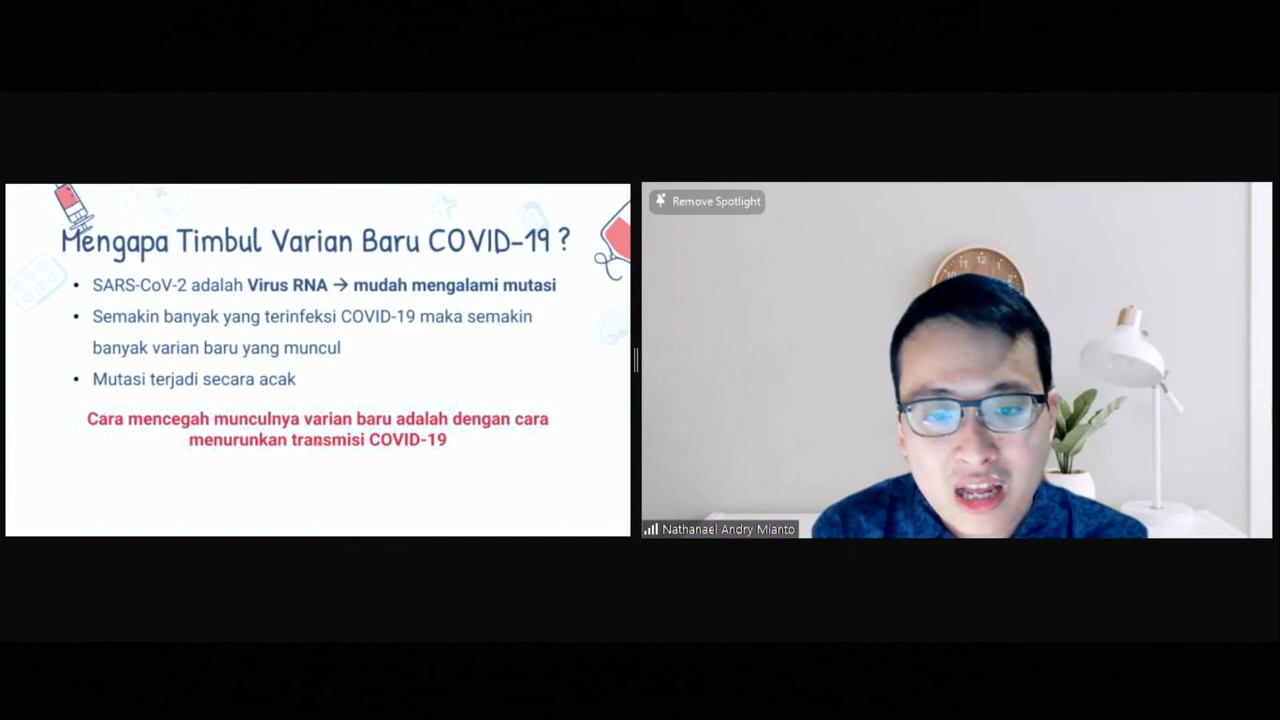 Mengapa Timbul Varian Baru COVID-19 ?
• SARS-CoV-2 adalah Virus RNA → mudah mengalami mutasi
• Semakin banyak yang terinfeksi COVID-19 maka semakin
banyak varian baru yang muncul
• Mutasi terjadi secara acak
Cara mencegah munculnya varian baru adalah dengan cara
menurunkan transmisi COVID-19
Remove Spotlight
Nathanael Andry Mianto